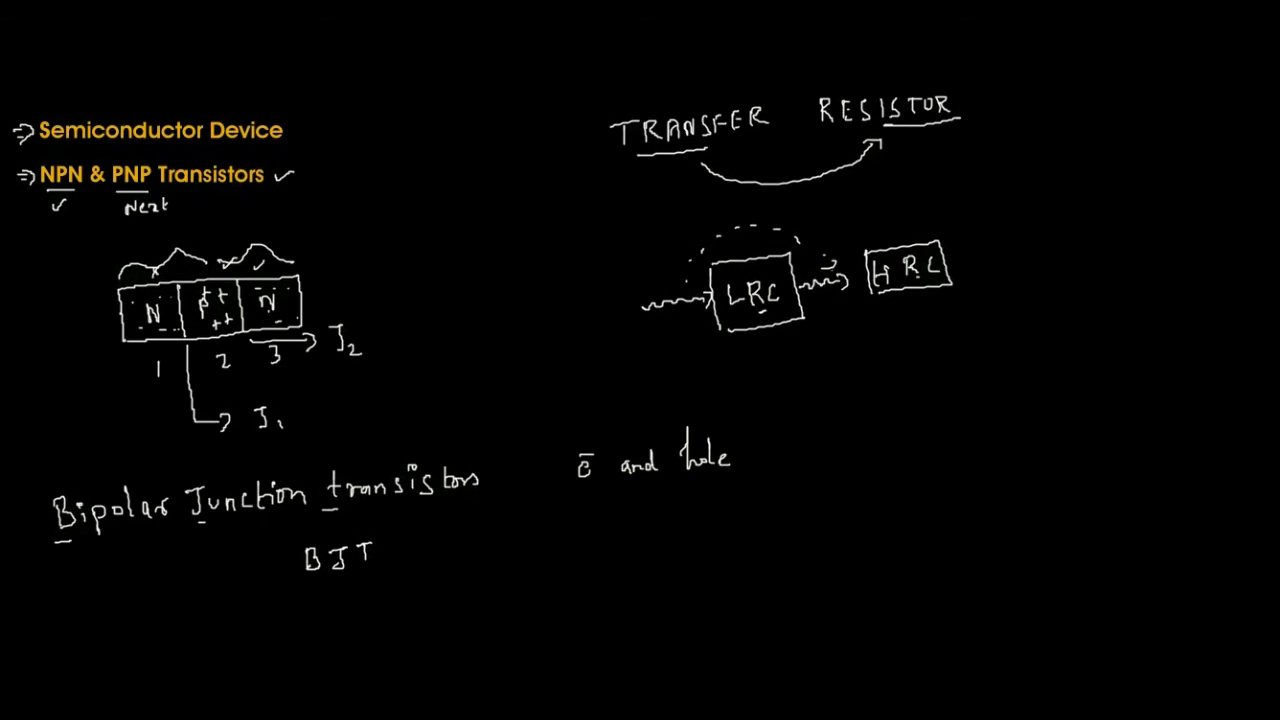 ⇒ Semiconductor Device
⇒ NPN & PNP Transistors ✓
✓ Next
N P++ ++ N
1 2 3 → J2
→ J1
Bipolar Junction transistors
BJT
TRANSFER RESISTOR
LRC HRC
e̅ and hole